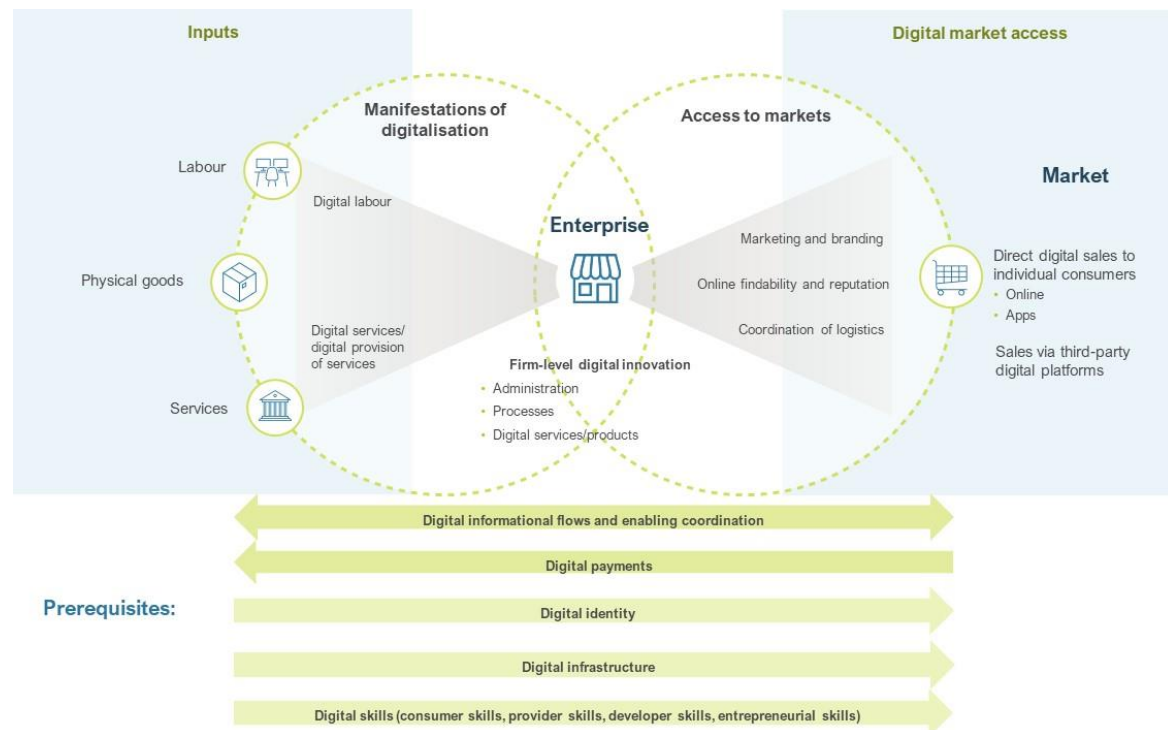 Inputs
Digital market access
Manifestations of
digitalisation
Access to markets
Labour
Digital labour
Physical goods
Digital services/
digital provision
of services
Services
Enterprise
Firm-level digital innovation
• Administration
• Processes
• Digital services/products
Marketing and branding
Online findability and reputation
Coordination of logistics
Market
Direct digital sales to
individual consumers
• Online
• Apps
Sales via third-party
digital platforms
Digital informational flows and enabling coordination
Digital payments
Prerequisites:
Digital identity
Digital infrastructure
Digital skills (consumer skills, provider skills, developer skills, entrepreneurial skills)